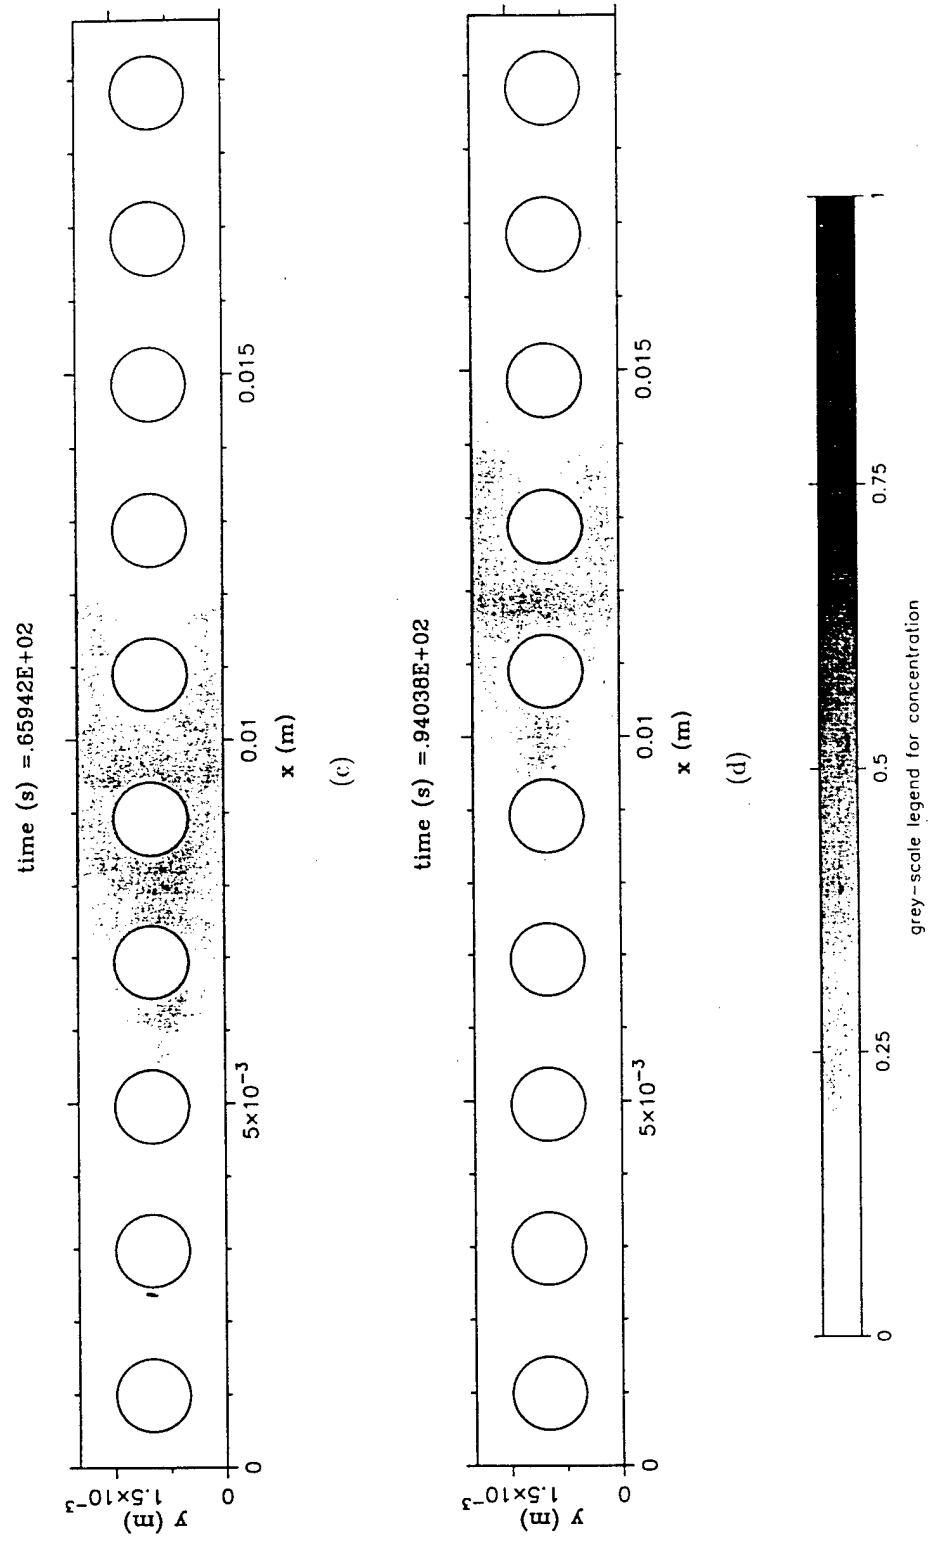 time (s) =.65942E+02
y (m)
1.5×10⁻³
0
0
5×10⁻³
0.01
0.015
x (m)
(c)
time (s) =.94038E+02
y (m)
1.5×10⁻³
0
0
5×10⁻³
0.01
0.015
x (m)
(d)
0
0.25
0.5
0.75
1
grey-scale legend for concentration